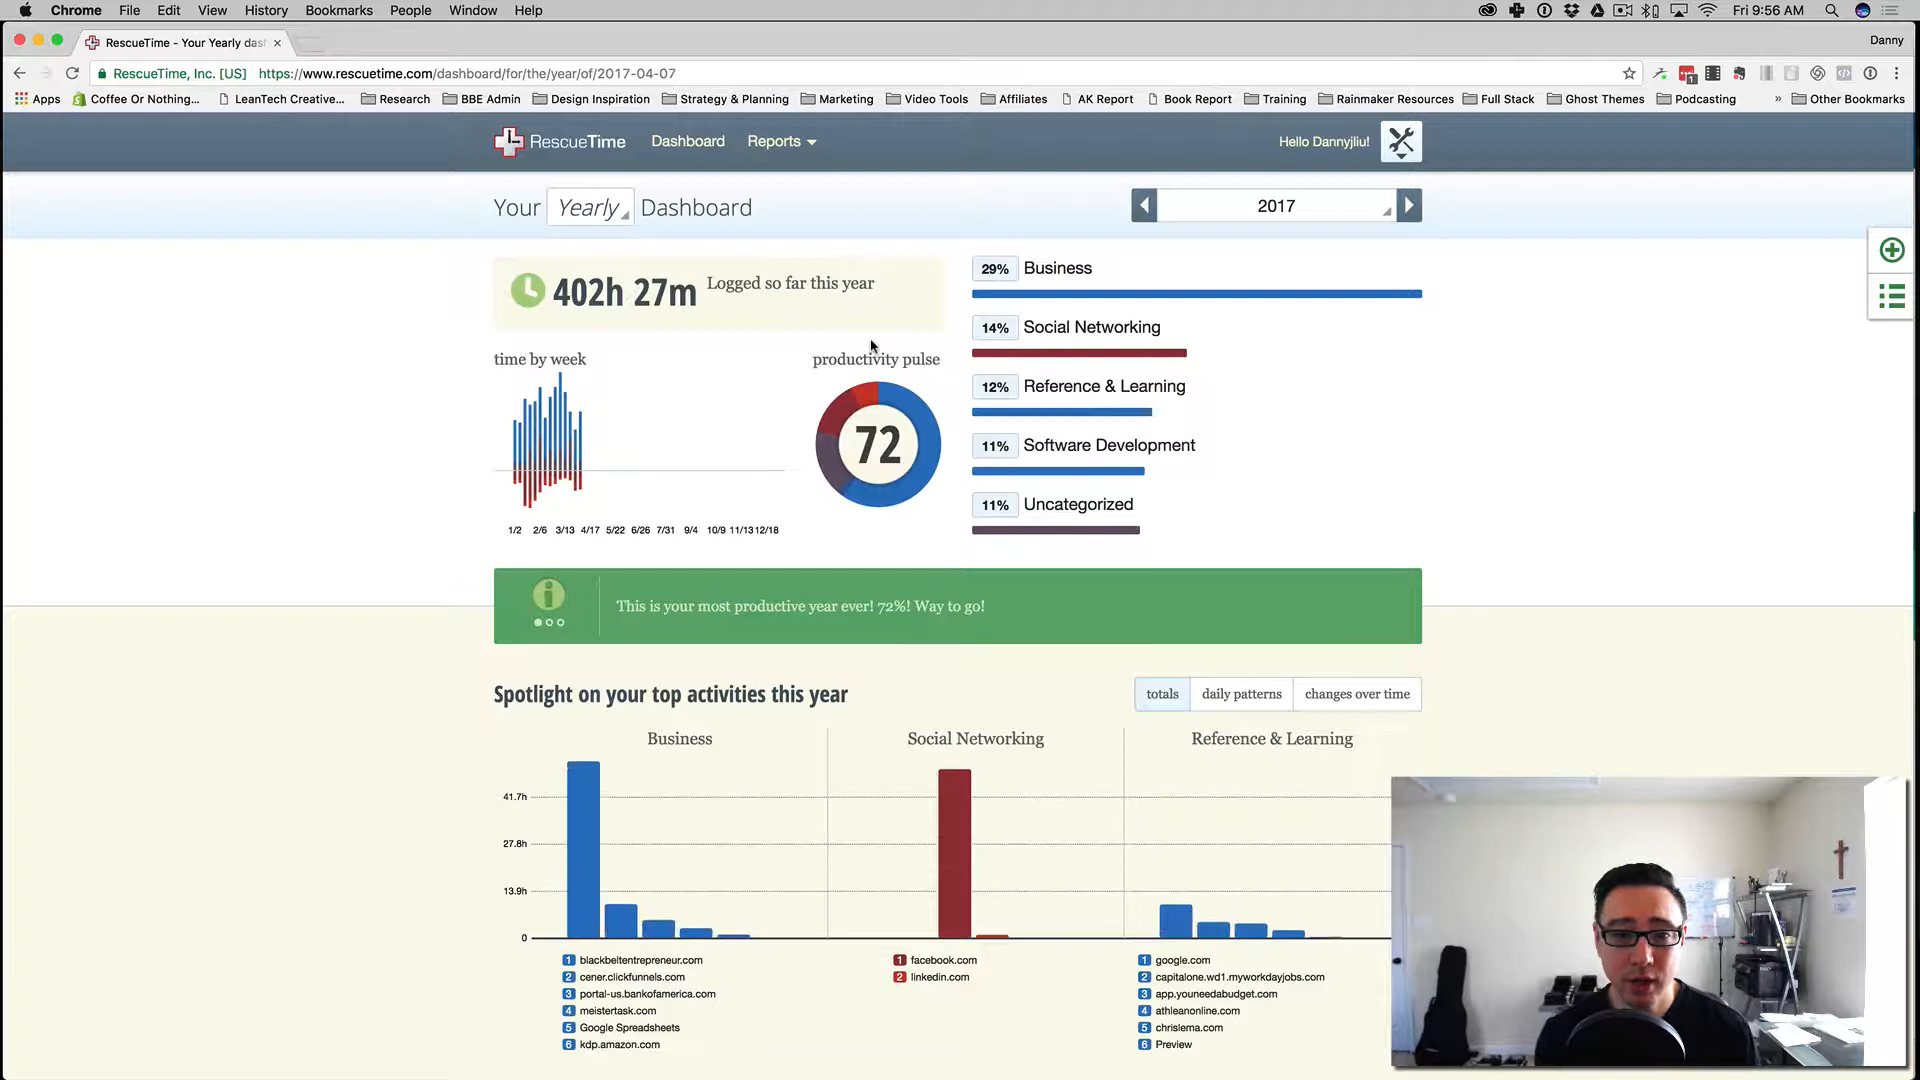 Chrome File Edit View History Bookmarks People Window Help Fri 9:56 AM
RescueTime - Your Yearly das Danny
RescueTime, Inc. [US] https://www.rescuetime.com/dashboard/for/the/year/of/2017-04-07
Apps Coffee Or Nothing... LeanTech Creative... Research BBE Admin Design Inspiration Strategy & Planning Marketing Video Tools Affiliates AK Report Book Report Training Rainmaker Resources Full Stack Ghost Themes Podcasting » Other Bookmarks
RescueTime Dashboard Reports Hello Dannyjliu!
Your Yearly Dashboard 2017
402h 27m Logged so far this year
time by week
1/2 2/6 3/13 4/17 5/22 6/26 7/31 9/4 10/9 11/13 12/18
productivity pulse
72
29% Business
14% Social Networking
12% Reference & Learning
11% Software Development
11% Uncategorized
This is your most productive year ever! 72%! Way to go!
Spotlight on your top activities this year totals daily patterns changes over time
Business
41.7h
27.8h
13.9h
0
1 blackbeltentrepreneur.com
2 cener.clickfunnels.com
3 portal-us.bankofamerica.com
4 meistertask.com
5 Google Spreadsheets
6 kdp.amazon.com
Social Networking
1 facebook.com
2 linkedin.com
Reference & Learning
1 google.com
2 capitalone.wd1.myworkdayjobs.com
3 app.youneedabudget.com
4 athleanonline.com
5 chrislema.com
6 Preview